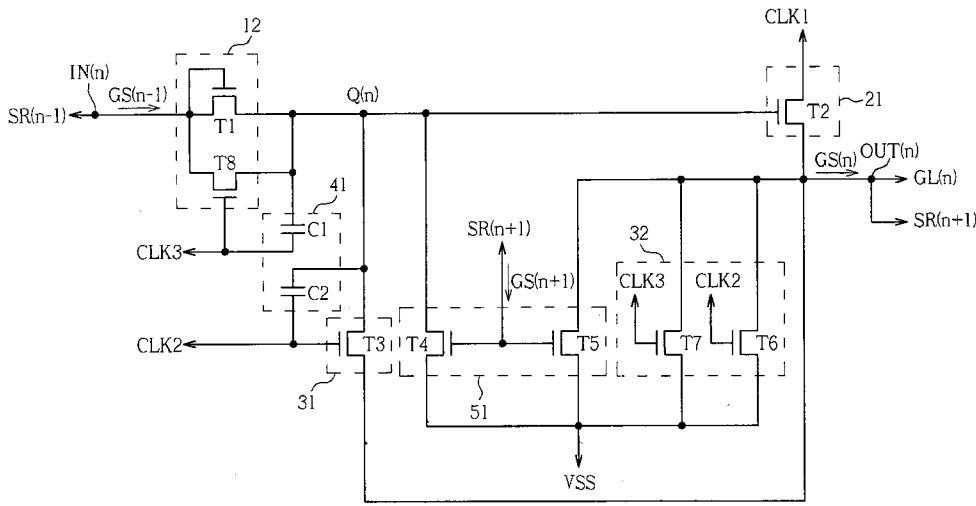 CLK1
12
IN(n)
GS(n-1)
Q(n)
SR(n-1)
T1
T2
21
T8
GS(n)
OUT(n)
GL(n)
41
SR(n+1)
SR(n+1)
C1
32
CLK3
GS(n+1)
CLK3
CLK2
C2
CLK2
T3
T4
T5
T7
T6
31
51
VSS